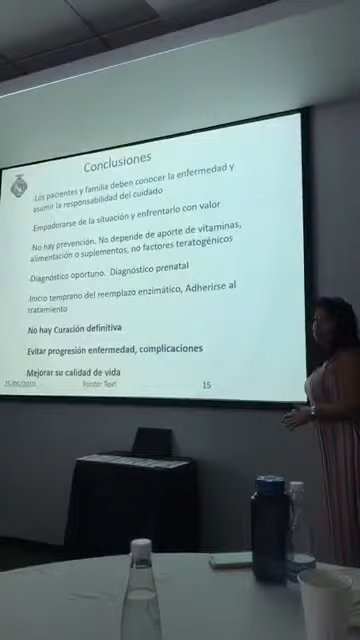 Conclusiones
-Los pacientes y familia deben conocer la enfermedad y
asumir la responsabilidad del cuidado
Empoderarse de la situación y enfrentarlo con valor
-No hay prevención. No depende de aporte de vitaminas,
alimentación o suplementos, no factores teratogénicos
-Diagnóstico oportuno. Diagnóstico prenatal
-Inicio temprano del reemplazo enzimático, Adherirse al
tratamiento
No hay Curación definitiva
Evitar progresión enfermedad, complicaciones
Mejorar su calidad de vida
Footer Text
15